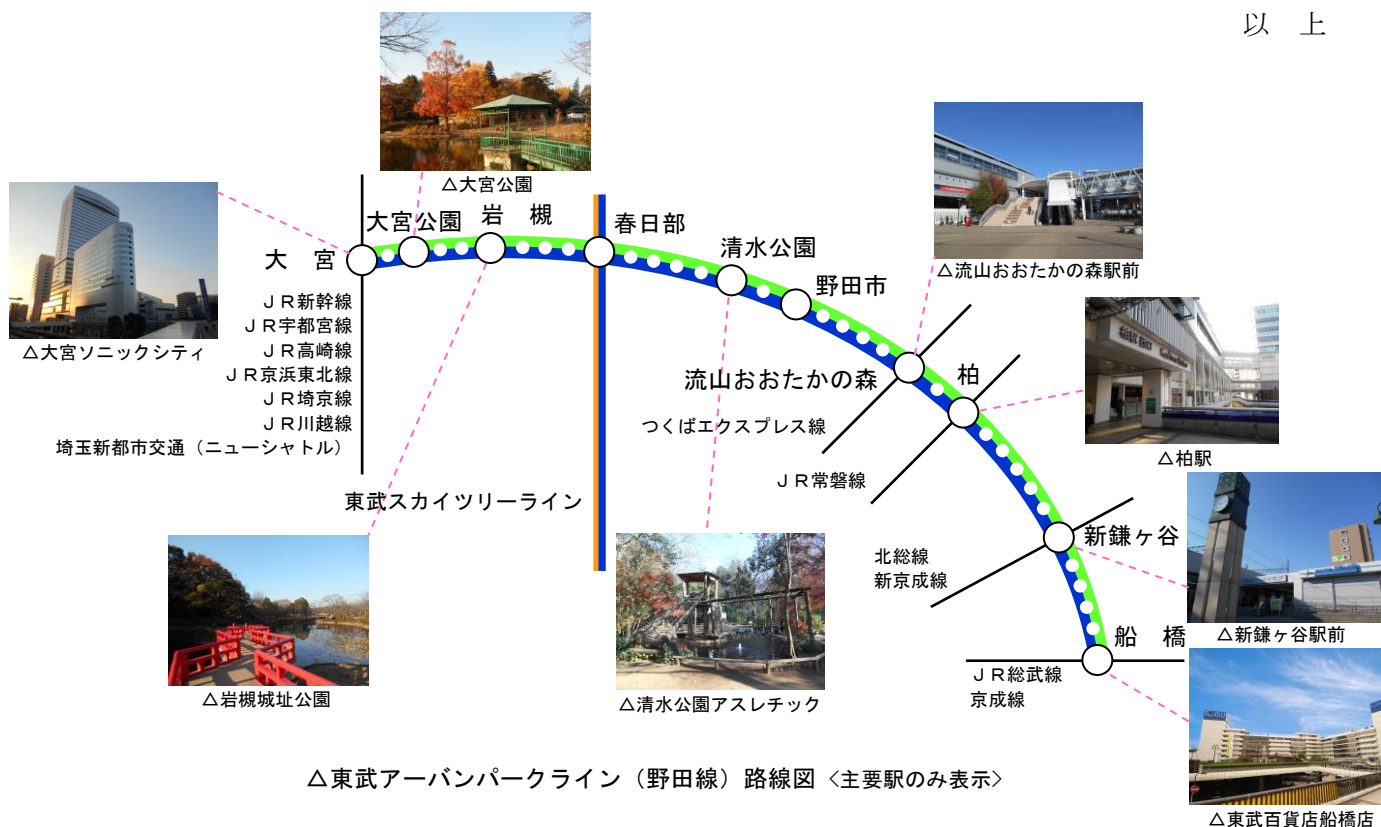 以 上
△大宮公園
大宮公園
岩 槻
春日部
清水公園
野田市
△流山おおたかの森駅前
大 宮
ＪＲ新幹線
ＪＲ宇都宮線
ＪＲ高崎線
ＪＲ京浜東北線
ＪＲ埼京線
ＪＲ川越線
埼玉新都市交通（ニューシャトル）
△大宮ソニックシティ
流山おおたかの森
柏
つくばエクスプレス線
ＪＲ常磐線
△柏駅
東武スカイツリーライン
新鎌ヶ谷
北総線
新京成線
△新鎌ヶ谷駅前
船 橋
ＪＲ総武線
京成線
△岩槻城址公園
△清水公園アスレチック
△東武アーバンパークライン（野田線）路線図〈主要駅のみ表示〉
△東武百貨店船橋店